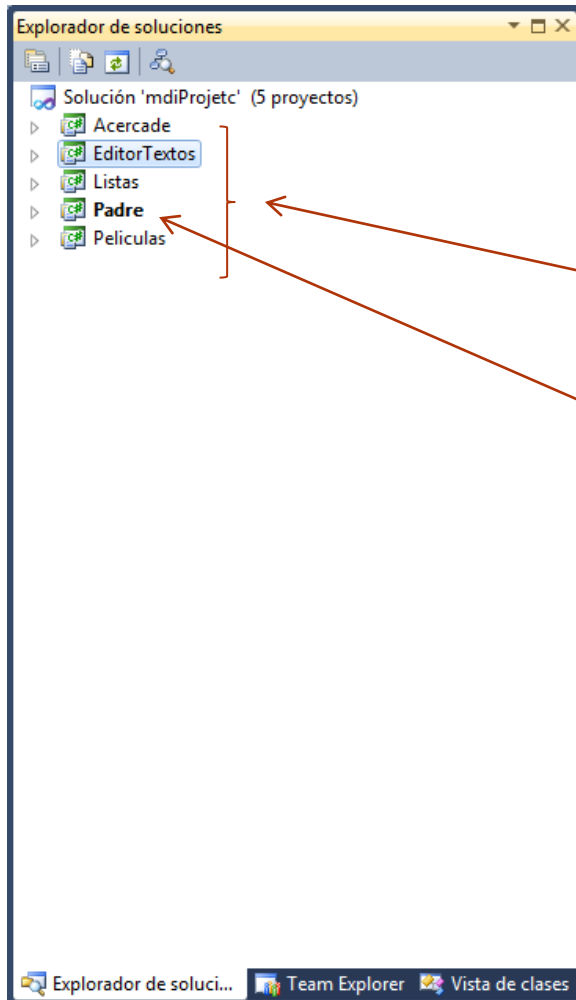 Explorador de soluciones
Solución 'mdiProjetc' (5 proyectos)
Acercade
EditorTextos
Listas
Padre
Peliculas
Explorador de soluci... Team Explorer Vista de clases